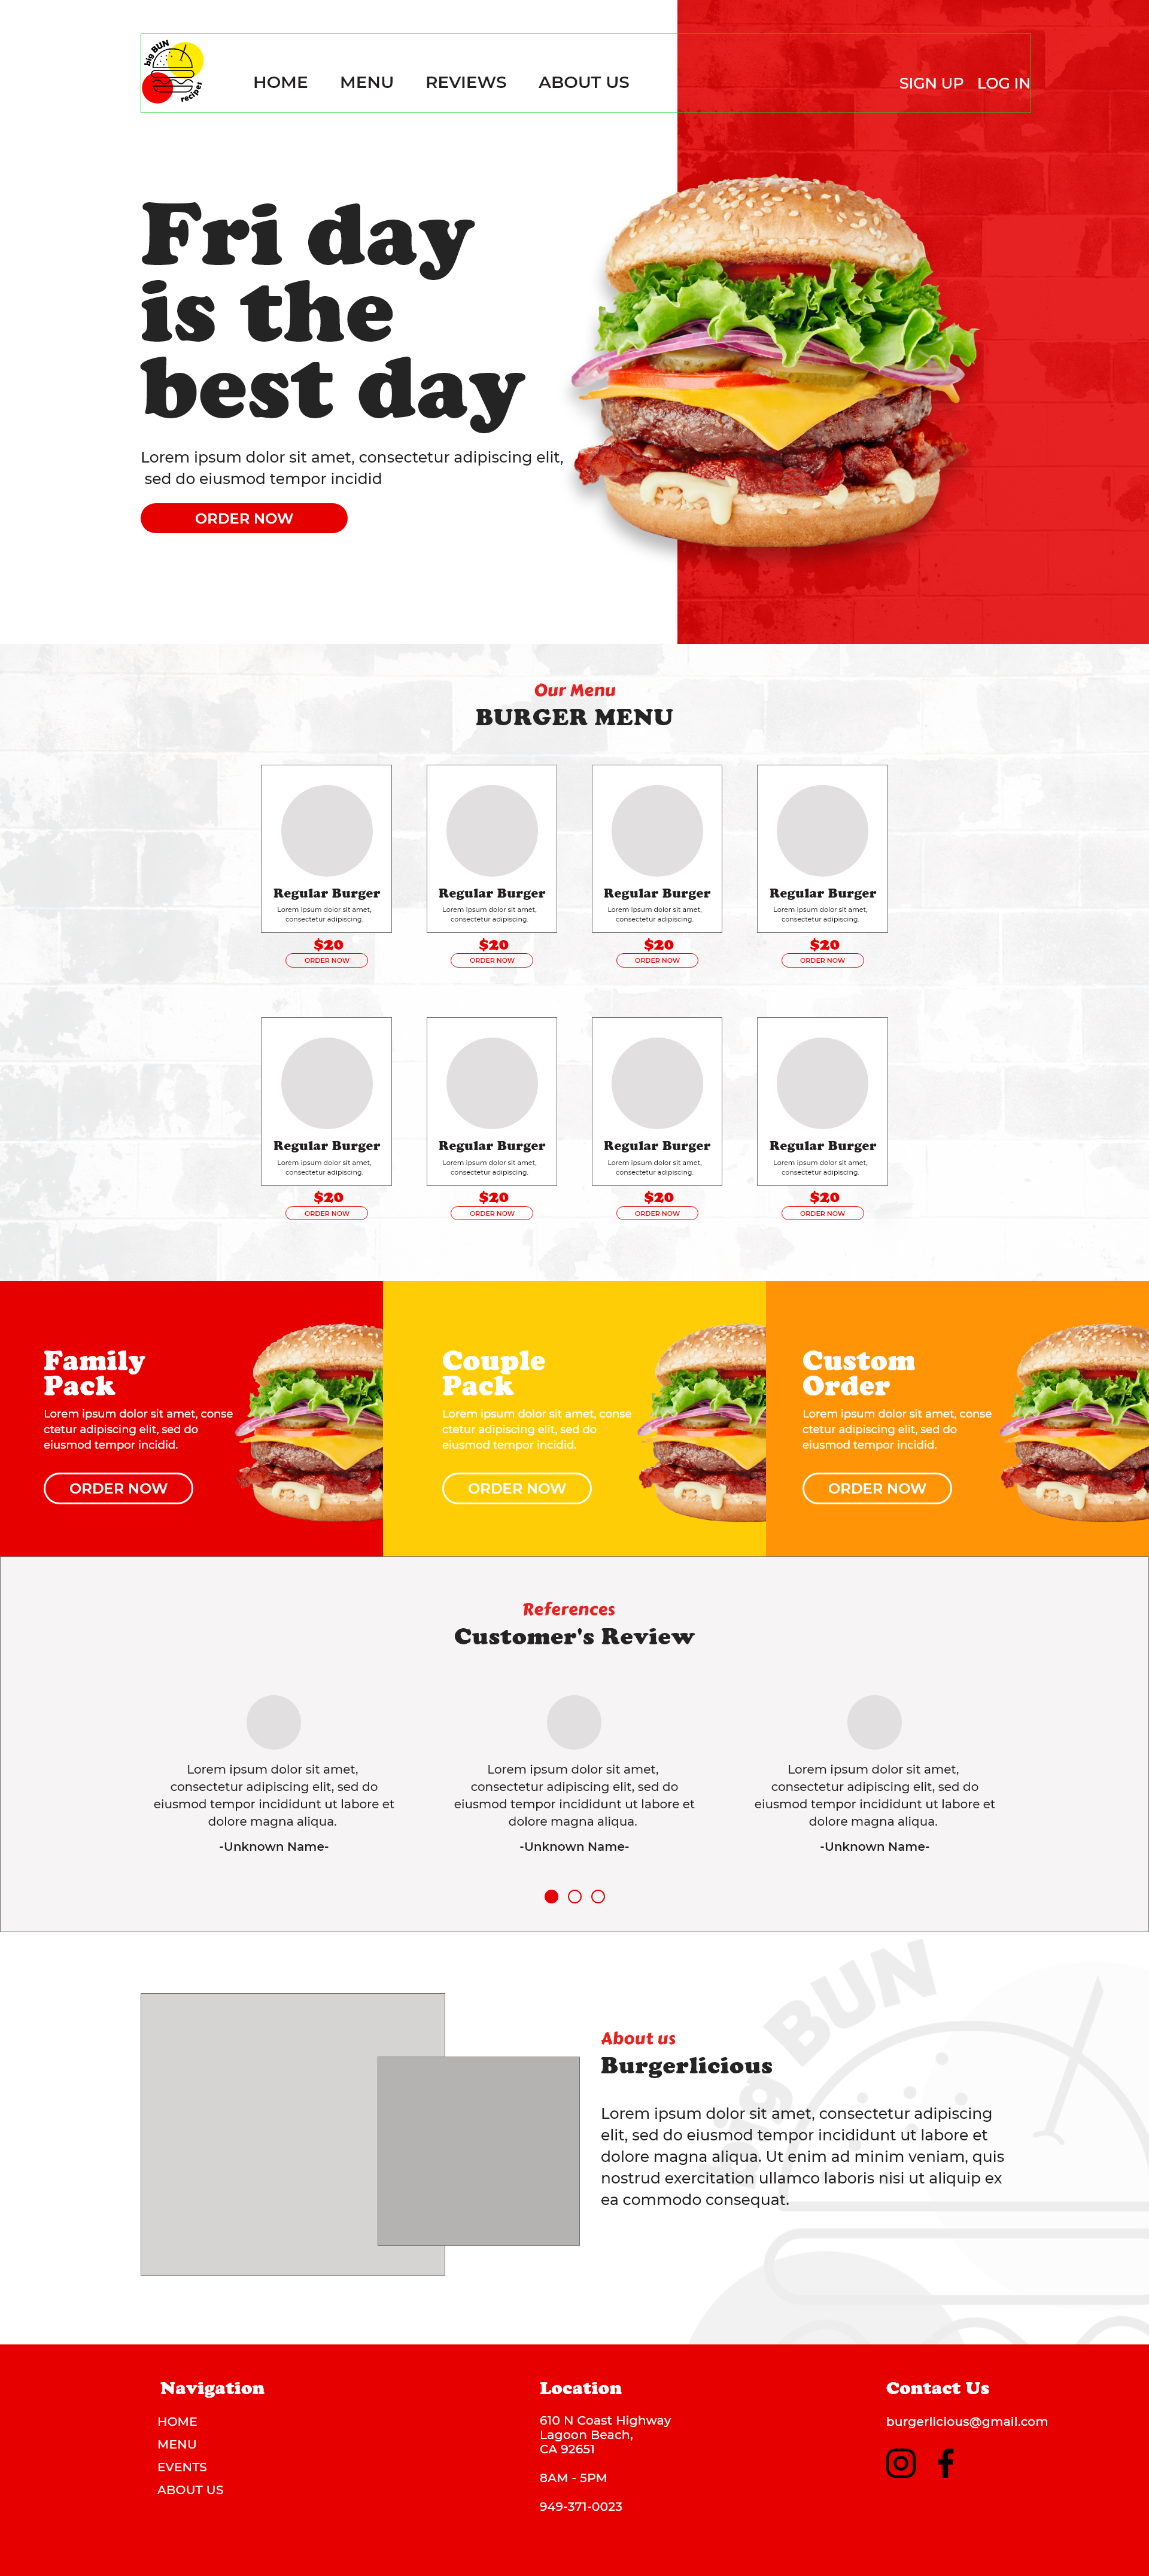 big BUN
recipes
HOME
MENU
REVIEWS
ABOUT US
SIGN UP
LOG IN
Fri day
is the
best day
Lorem ipsum dolor sit amet, consectetur adipiscing elit,
sed do eiusmod tempor incidid
ORDER NOW
Our Menu
BURGER MENU
Regular Burger
Lorem ipsum dolor sit amet,
consectetur adipiscing.
$20
ORDER NOW
Regular Burger
Lorem ipsum dolor sit amet,
consectetur adipiscing.
$20
ORDER NOW
Regular Burger
Lorem ipsum dolor sit amet,
consectetur adipiscing.
$20
ORDER NOW
Regular Burger
Lorem ipsum dolor sit amet,
consectetur adipiscing.
$20
ORDER NOW
Regular Burger
Lorem ipsum dolor sit amet,
consectetur adipiscing.
$20
ORDER NOW
Regular Burger
Lorem ipsum dolor sit amet,
consectetur adipiscing.
$20
ORDER NOW
Regular Burger
Lorem ipsum dolor sit amet,
consectetur adipiscing.
$20
ORDER NOW
Regular Burger
Lorem ipsum dolor sit amet,
consectetur adipiscing.
$20
ORDER NOW
Family
Pack
Lorem ipsum dolor sit amet, conse
ctetur adipiscing elit, sed do
eiusmod tempor incidid.
ORDER NOW
Couple
Pack
Lorem ipsum dolor sit amet, conse
ctetur adipiscing elit, sed do
eiusmod tempor incidid.
ORDER NOW
Custom
Order
Lorem ipsum dolor sit amet, conse
ctetur adipiscing elit, sed do
eiusmod tempor incidid.
ORDER NOW
References
Customer's Review
Lorem ipsum dolor sit amet,
consectetur adipiscing elit, sed do
eiusmod tempor incididunt ut labore et
dolore magna aliqua.
-Unknown Name-
Lorem ipsum dolor sit amet,
consectetur adipiscing elit, sed do
eiusmod tempor incididunt ut labore et
dolore magna aliqua.
-Unknown Name-
Lorem ipsum dolor sit amet,
consectetur adipiscing elit, sed do
eiusmod tempor incididunt ut labore et
dolore magna aliqua.
-Unknown Name-
big BUN
About us
Burgerlicious
Lorem ipsum dolor sit amet, consectetur adipiscing
elit, sed do eiusmod tempor incididunt ut labore et
dolore magna aliqua. Ut enim ad minim veniam, quis
nostrud exercitation ullamco laboris nisi ut aliquip ex
ea commodo consequat.
Navigation
HOME
MENU
EVENTS
ABOUT US
Location
610 N Coast Highway
Lagoon Beach,
CA 92651
8AM - 5PM
949-371-0023
Contact Us
burgerlicious@gmail.com